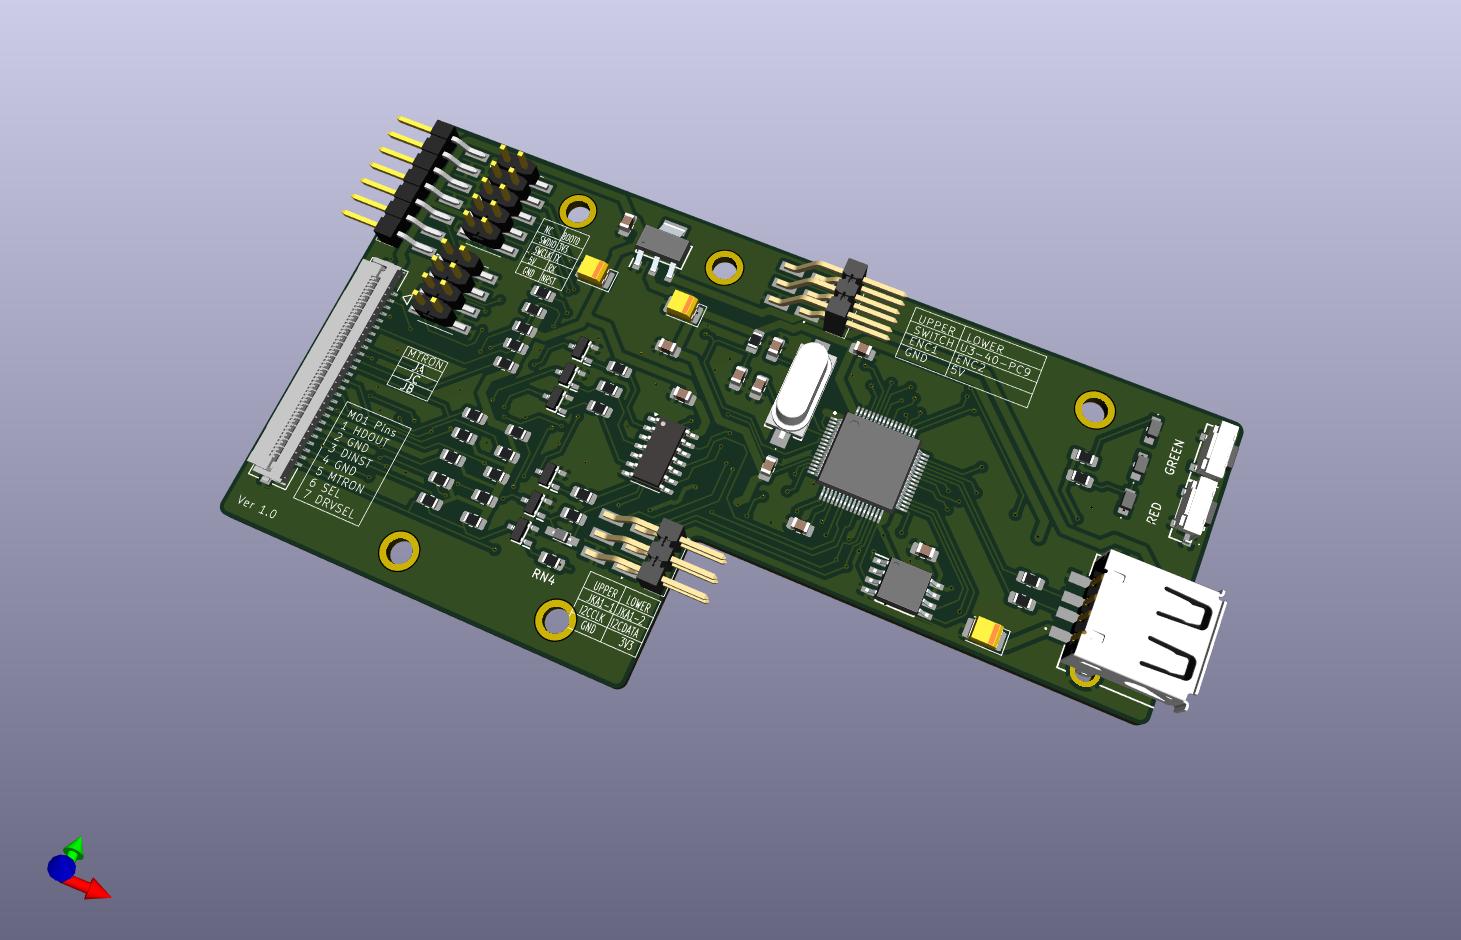 NC BOOT0
SWDIO 3V3
SWCLK TX
5V RX
GND NRST
UPPER LOWER
SWITCH U3-40-PC9
ENC1 ENC2
GND 5V
MTRON
JA
JC
JB
M01 Pins
1 HDOUT
2 GND
3 DINST
4 GND
5 MTRON
6 SEL
7 DRVSEL
Ver 1.0
GREEN
RED
RN4
UPPER LOWER
JKA1-1 JKA1-2
I2CCLK I2CDATA
GND 3V3